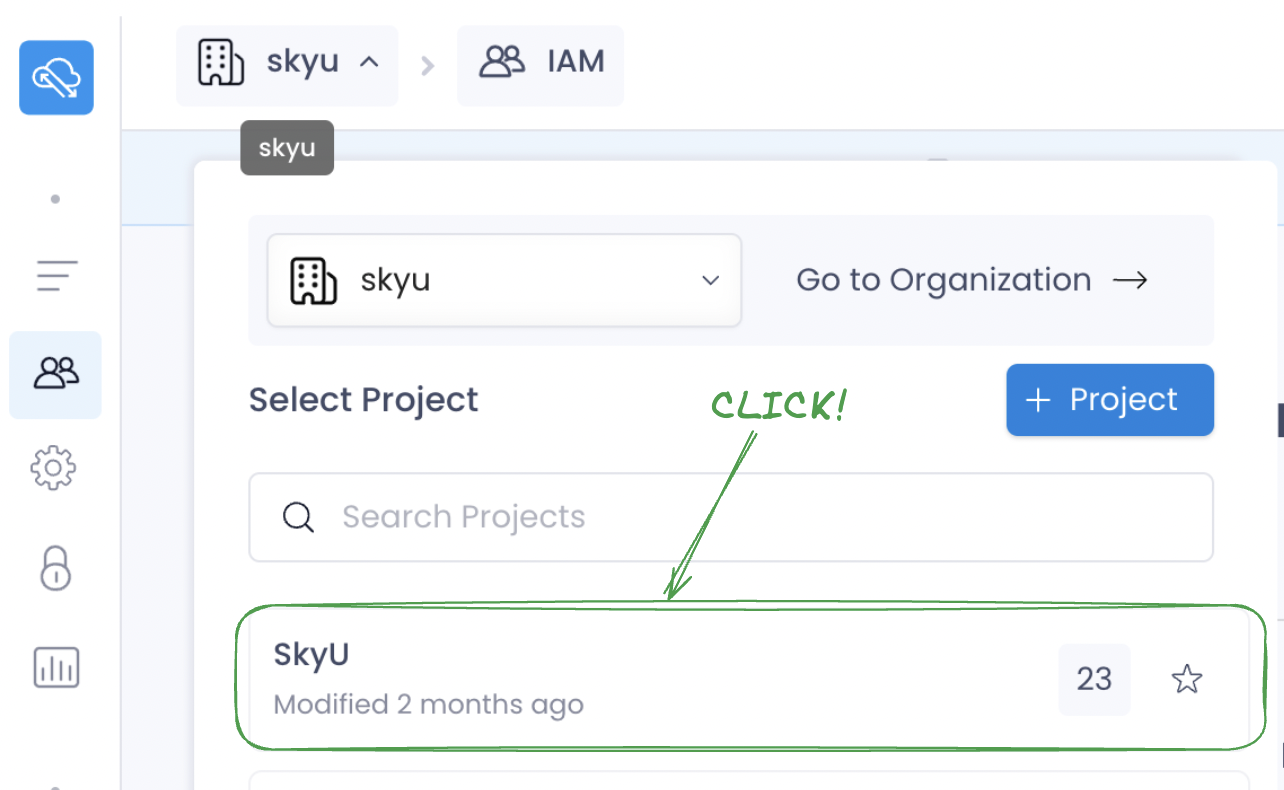 skyu
IAM
skyu
skyu
Go to Organization
Select Project
CLICK!
+ Project
Search Projects
SkyU
23
Modified 2 months ago